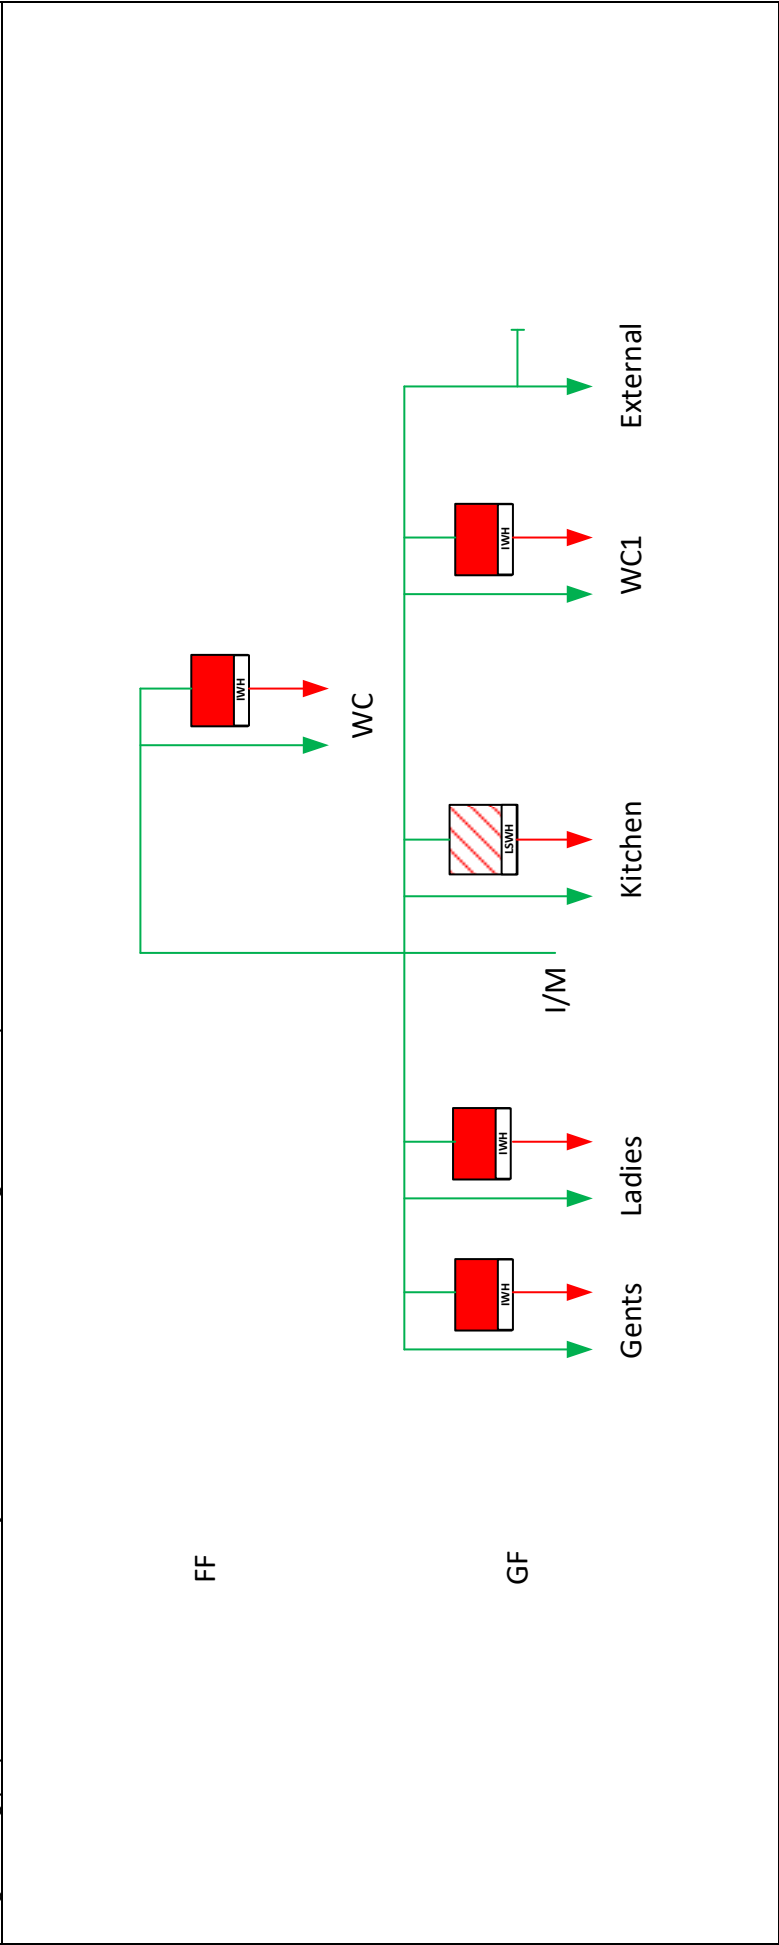 FF
IWH
WC
GF
IWH
IWH
LSWH
IWH
I/M
Gents
Ladies
Kitchen
WC1
External